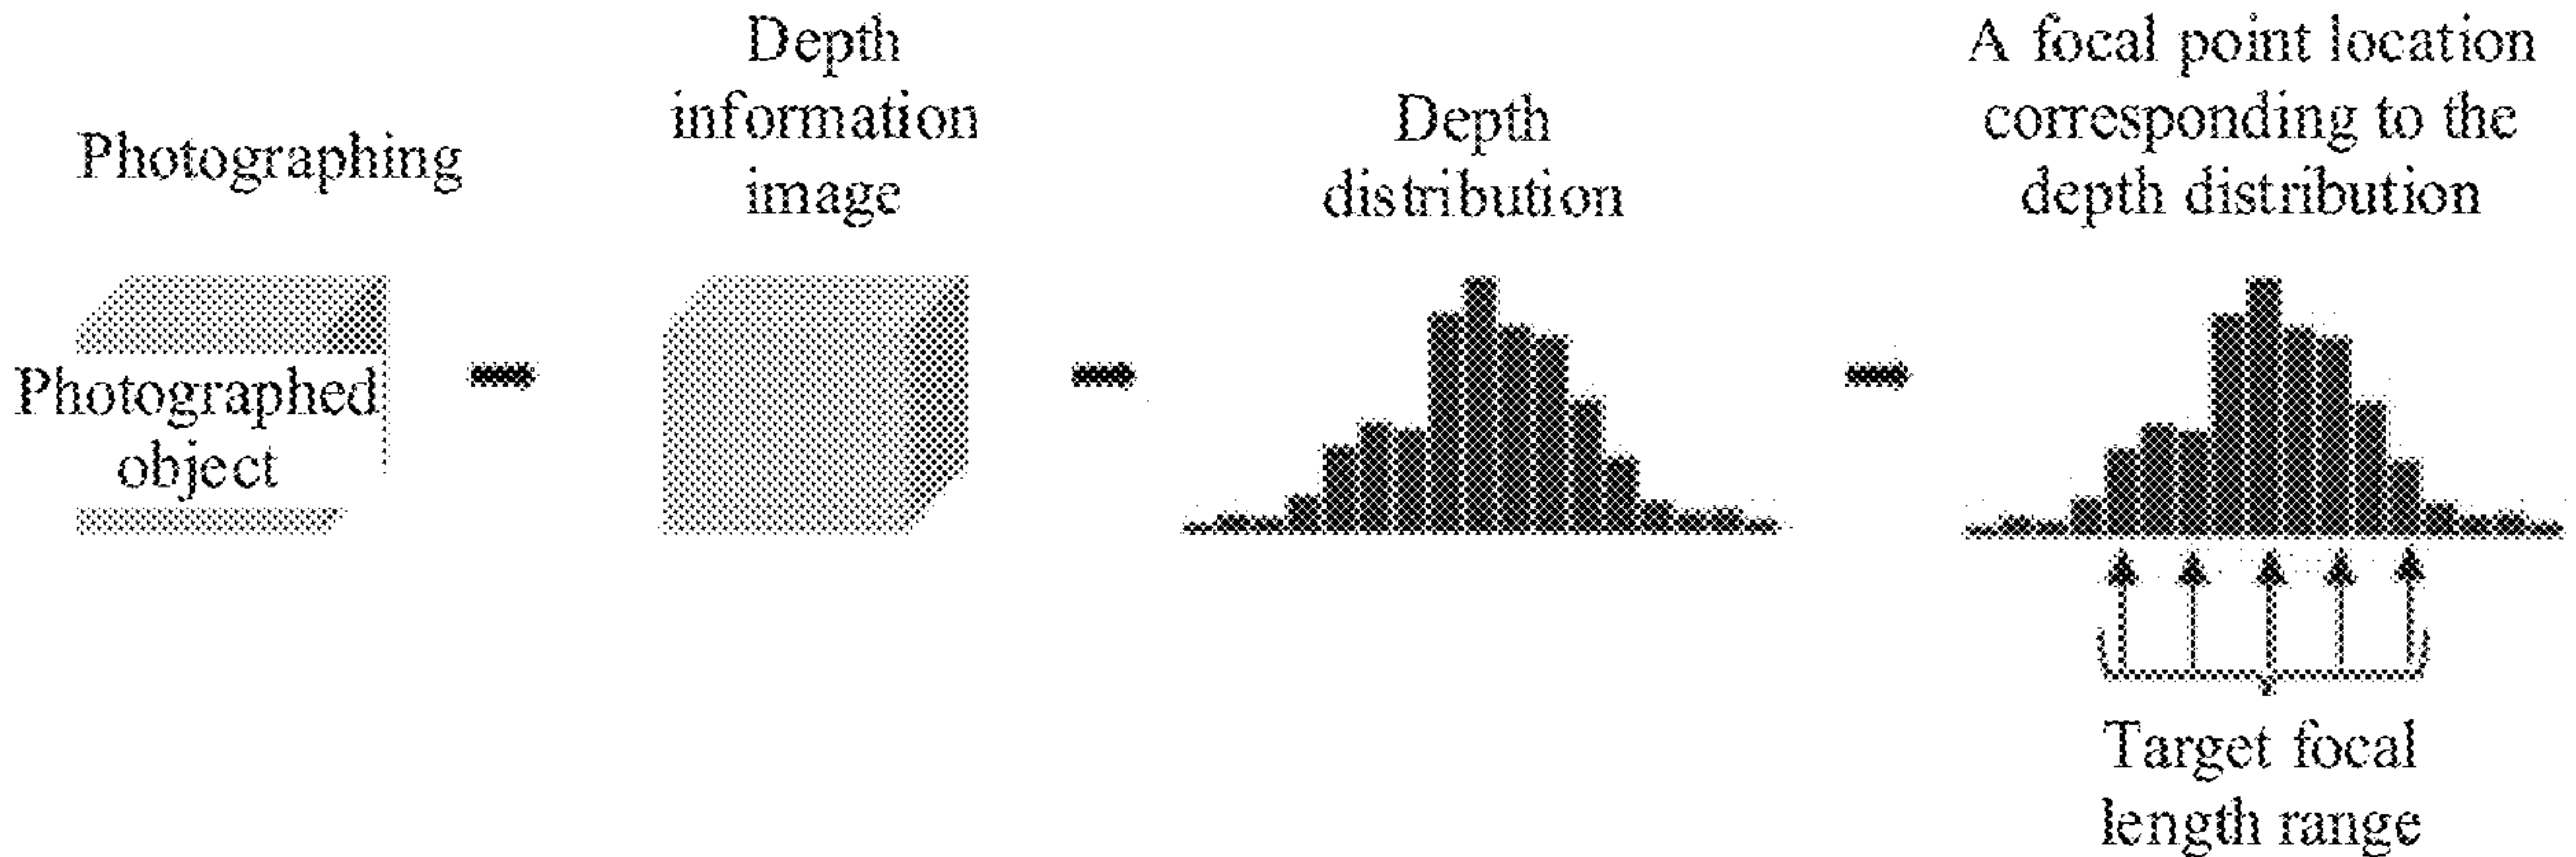 Photographing
Photographed
object
Depth
information
image
Depth
distribution
A focal point location
corresponding to the
depth distribution
Target focal
length range